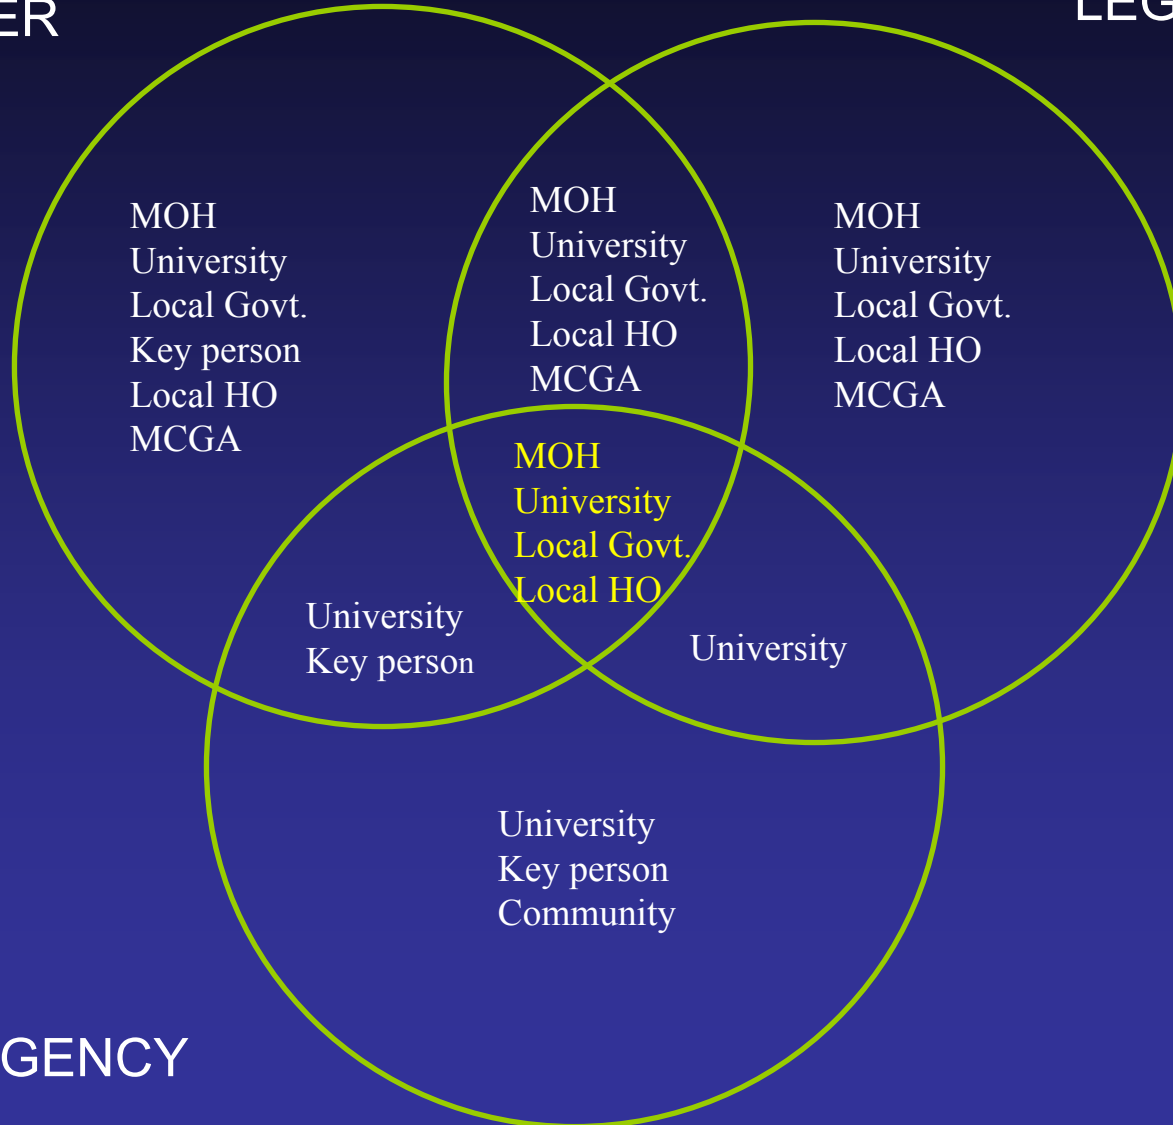 ER
LEG
MOH
University
Local Govt.
Key person
Local HO
MCGA
MOH
University
Local Govt.
Local HO
MCGA
MOH
University
Local Govt.
Local HO
MCGA
MOH
University
Local Govt.
Local HO
University
Key person
University
University
Key person
Community
GENCY